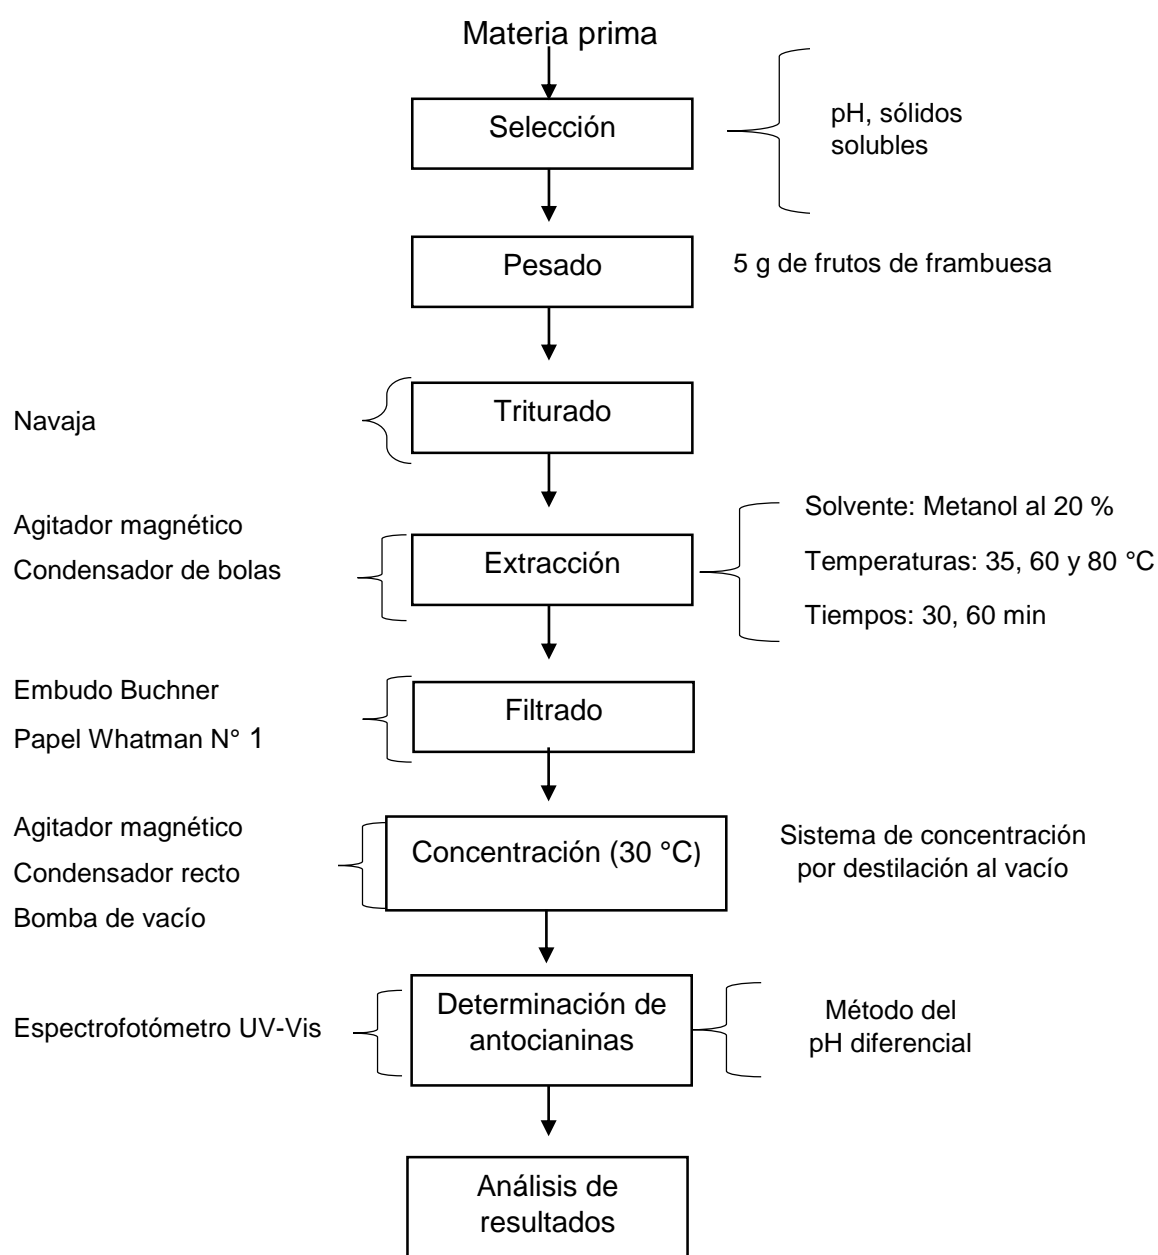 Materia prima
Selección
pH, sólidos
solubles
Pesado
5 g de frutos de frambuesa
Navaja
Triturado
Agitador magnético
Condensador de bolas
Extracción
Solvente: Metanol al 20 %
Temperaturas: 35, 60 y 80 °C
Tiempos: 30, 60 min
Embudo Buchner
Papel Whatman N° 1
Filtrado
Agitador magnético
Condensador recto
Bomba de vacío
Concentración (30 °C)
Sistema de concentración
por destilación al vacío
Espectrofotómetro UV-Vis
Determinación de
antocianinas
Método del
pH diferencial
Análisis de
resultados